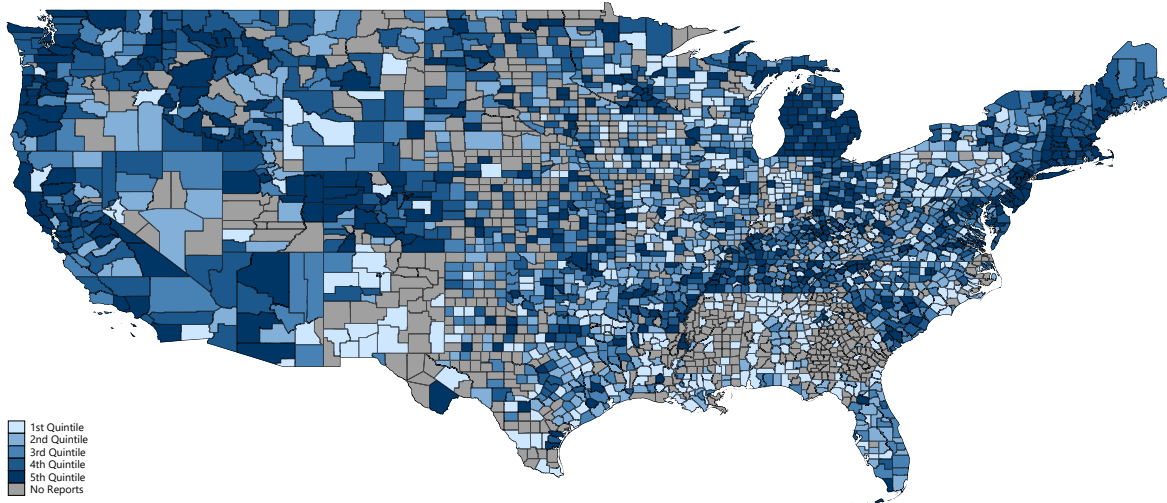 1st Quintile
2nd Quintile
3rd Quintile
4th Quintile
5th Quintile
No Reports